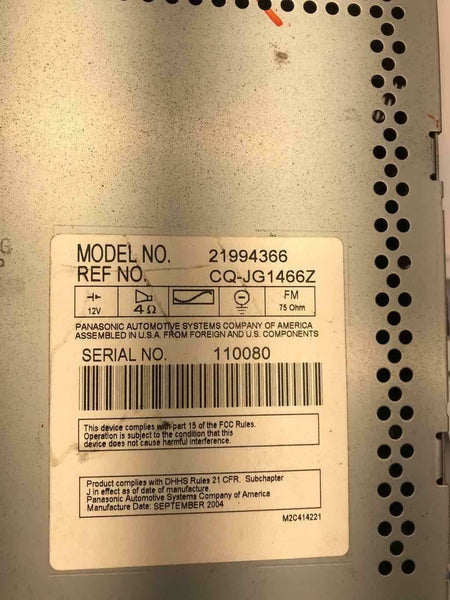 MODEL NO. 21994366
REF NO. CQ-JG1466Z
12V 4Ω FM 75 Ohm
PANASONIC AUTOMOTIVE SYSTEMS COMPANY OF AMERICA
ASSEMBLED IN U.S.A. FROM FOREIGN AND U.S. COMPONENTS
SERIAL NO. 110080
This device complies with part 15 of the FCC Rules.
Operation is subject to the condition that this
device does not cause harmful interference.
Product complies with DHHS Rules 21 CFR. Subchapter
J in effect as of date of manufacture.
Panasonic Automotive Systems Company of America
Manufacture Date: SEPTEMBER 2004
M2C414221